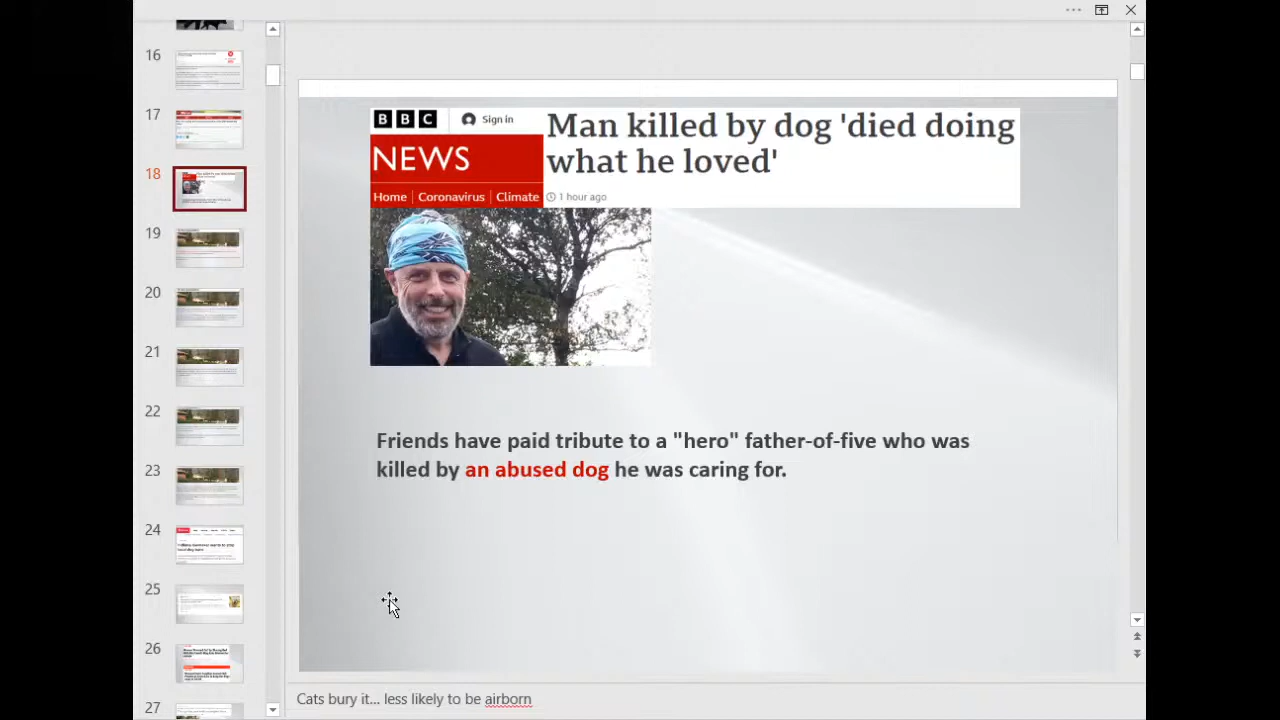 16
17
18
19
20
21
22
23
24
25
26
27
BBC
Sign in
NEWS
Home
Coronavirus
Climate
Man killed by dog 'died doing
what he loved'
1 hour ago
Friends have paid tribute to a "hero" father-of-five who was
killed by an abused dog he was caring for.
Cats bury it... less likely to be airborn